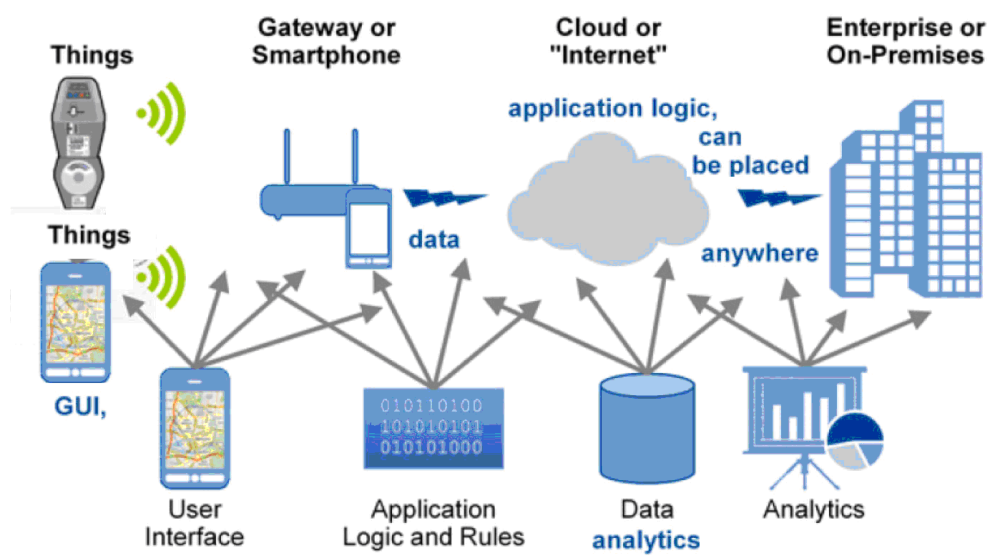 Things
Gateway or
Smartphone
Cloud or
"Internet"
Enterprise or
On-Premises
application logic,
can
be placed
Things
data
anywhere
GUI,
010110100
101010101
010101000
User
Interface
Application
Logic and Rules
Data
analytics
Analytics